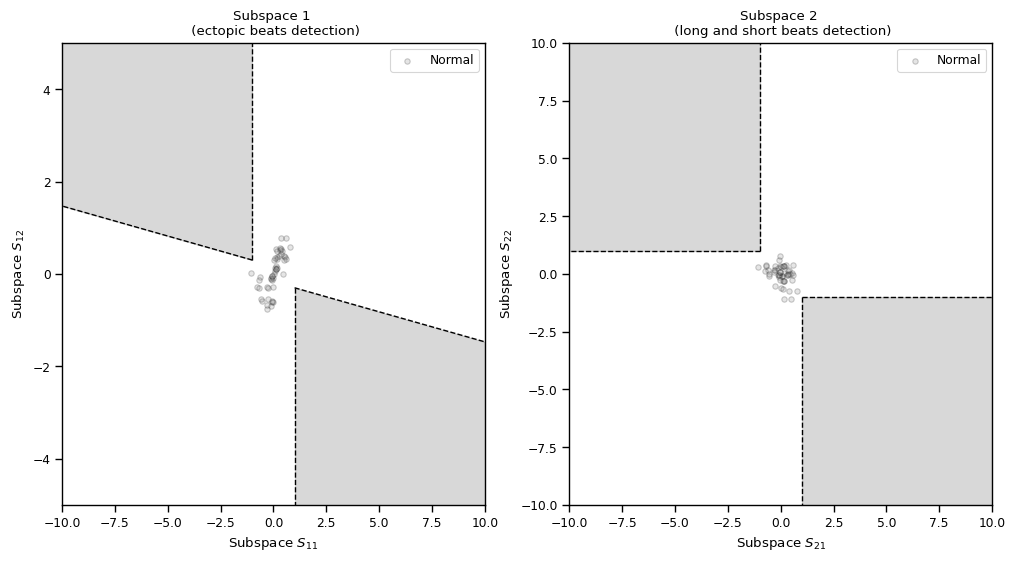 Subspace 1
(ectopic beats detection)
Normal
4
2
0
−2
−4
Subspace S12
−10.0 −7.5 −5.0 −2.5 0.0 2.5 5.0 7.5 10.0
Subspace S11
Subspace 2
(long and short beats detection)
Normal
10.0
7.5
5.0
2.5
0.0
−2.5
−5.0
−7.5
−10.0
Subspace S22
−10.0 −7.5 −5.0 −2.5 0.0 2.5 5.0 7.5 10.0
Subspace S21